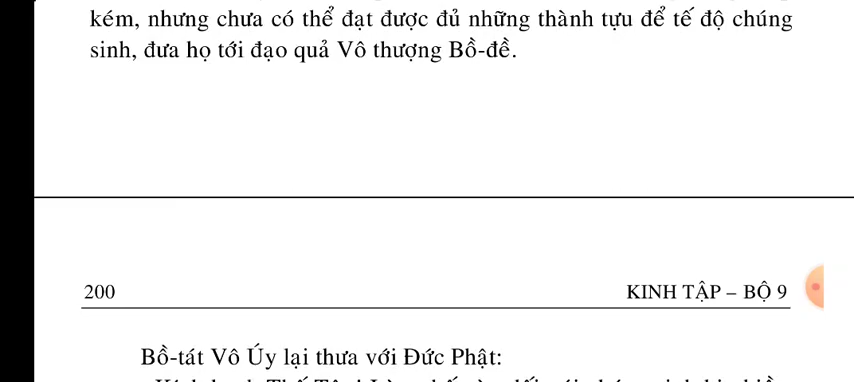 kém, nhưng chưa có thể đạt được đủ những thành tựu để tế độ chúng
sinh, đưa họ tới đạo quả Vô thượng Bồ-đề.
200 KINH TẬP – BỘ 9
Bồ-tát Vô Úy lại thưa với Đức Phật: